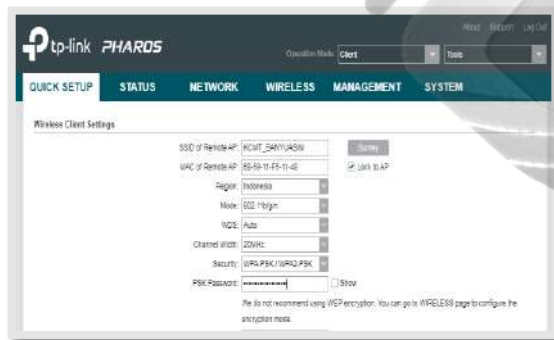 About Support Log Out
tp-link PHAROS
Operation Mode: Client Tools
QUICK SETUP STATUS NETWORK WIRELESS MANAGEMENT SYSTEM
Wireless Client Settings
SSID of Remote AP: Survey
MAC of Remote AP: Lock to AP
Region: Indonesia
Mode: 802.11b/g/n
WDS: Auto
Channel Width: 20MHz
Security: WPA-PSK / WPA2-PSK
PSK Password: Show
We do not recommend using WEP encryption. You can go to WIRELESS page to configure the
encryption mode.